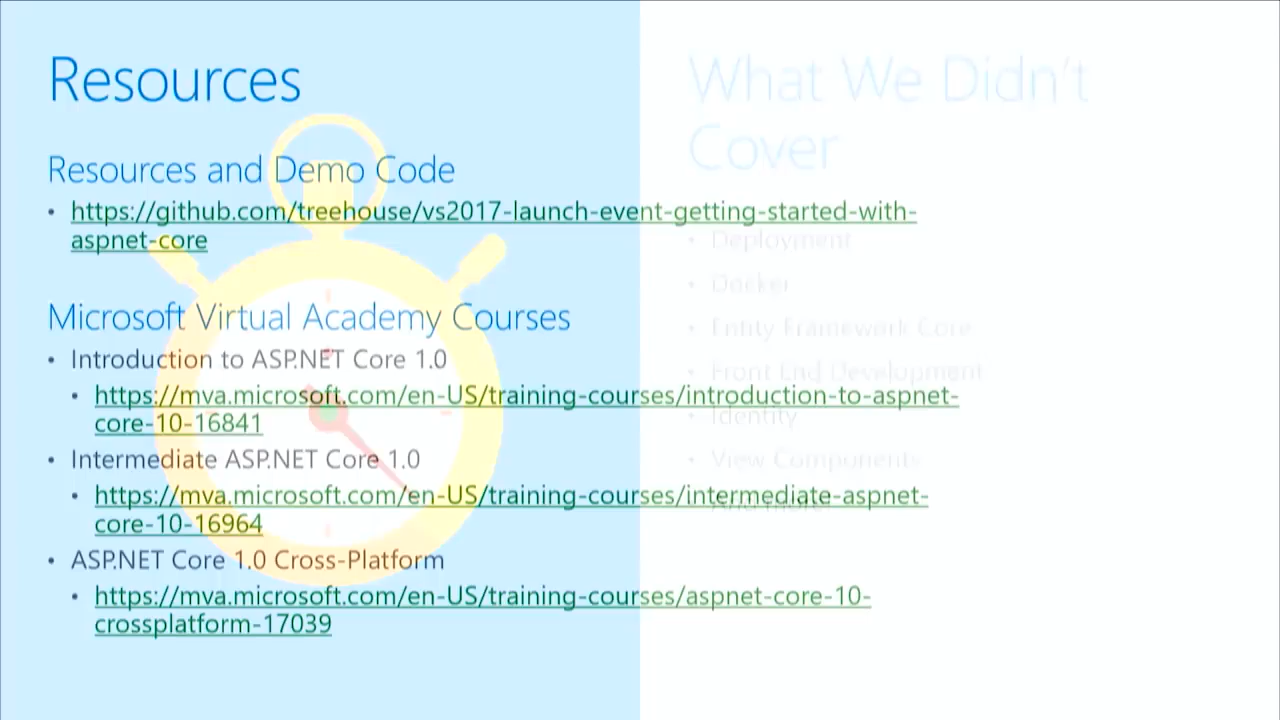 Resources
Resources and Demo Code
• https://github.com/treehouse/vs2017-launch-event-getting-started-with-
aspnet-core
Microsoft Virtual Academy Courses
• Introduction to ASP.NET Core 1.0
• https://mva.microsoft.com/en-US/training-courses/introduction-to-aspnet-
core-10-16841
• Intermediate ASP.NET Core 1.0
• https://mva.microsoft.com/en-US/training-courses/intermediate-aspnet-
core-10-16964
• ASP.NET Core 1.0 Cross-Platform
• https://mva.microsoft.com/en-US/training-courses/aspnet-core-10-
crossplatform-17039
What We Didn't
Cover
• Deployment
• Docker
• Entity Framework Core
• Front End Development
• Identity
• View Components
And more!